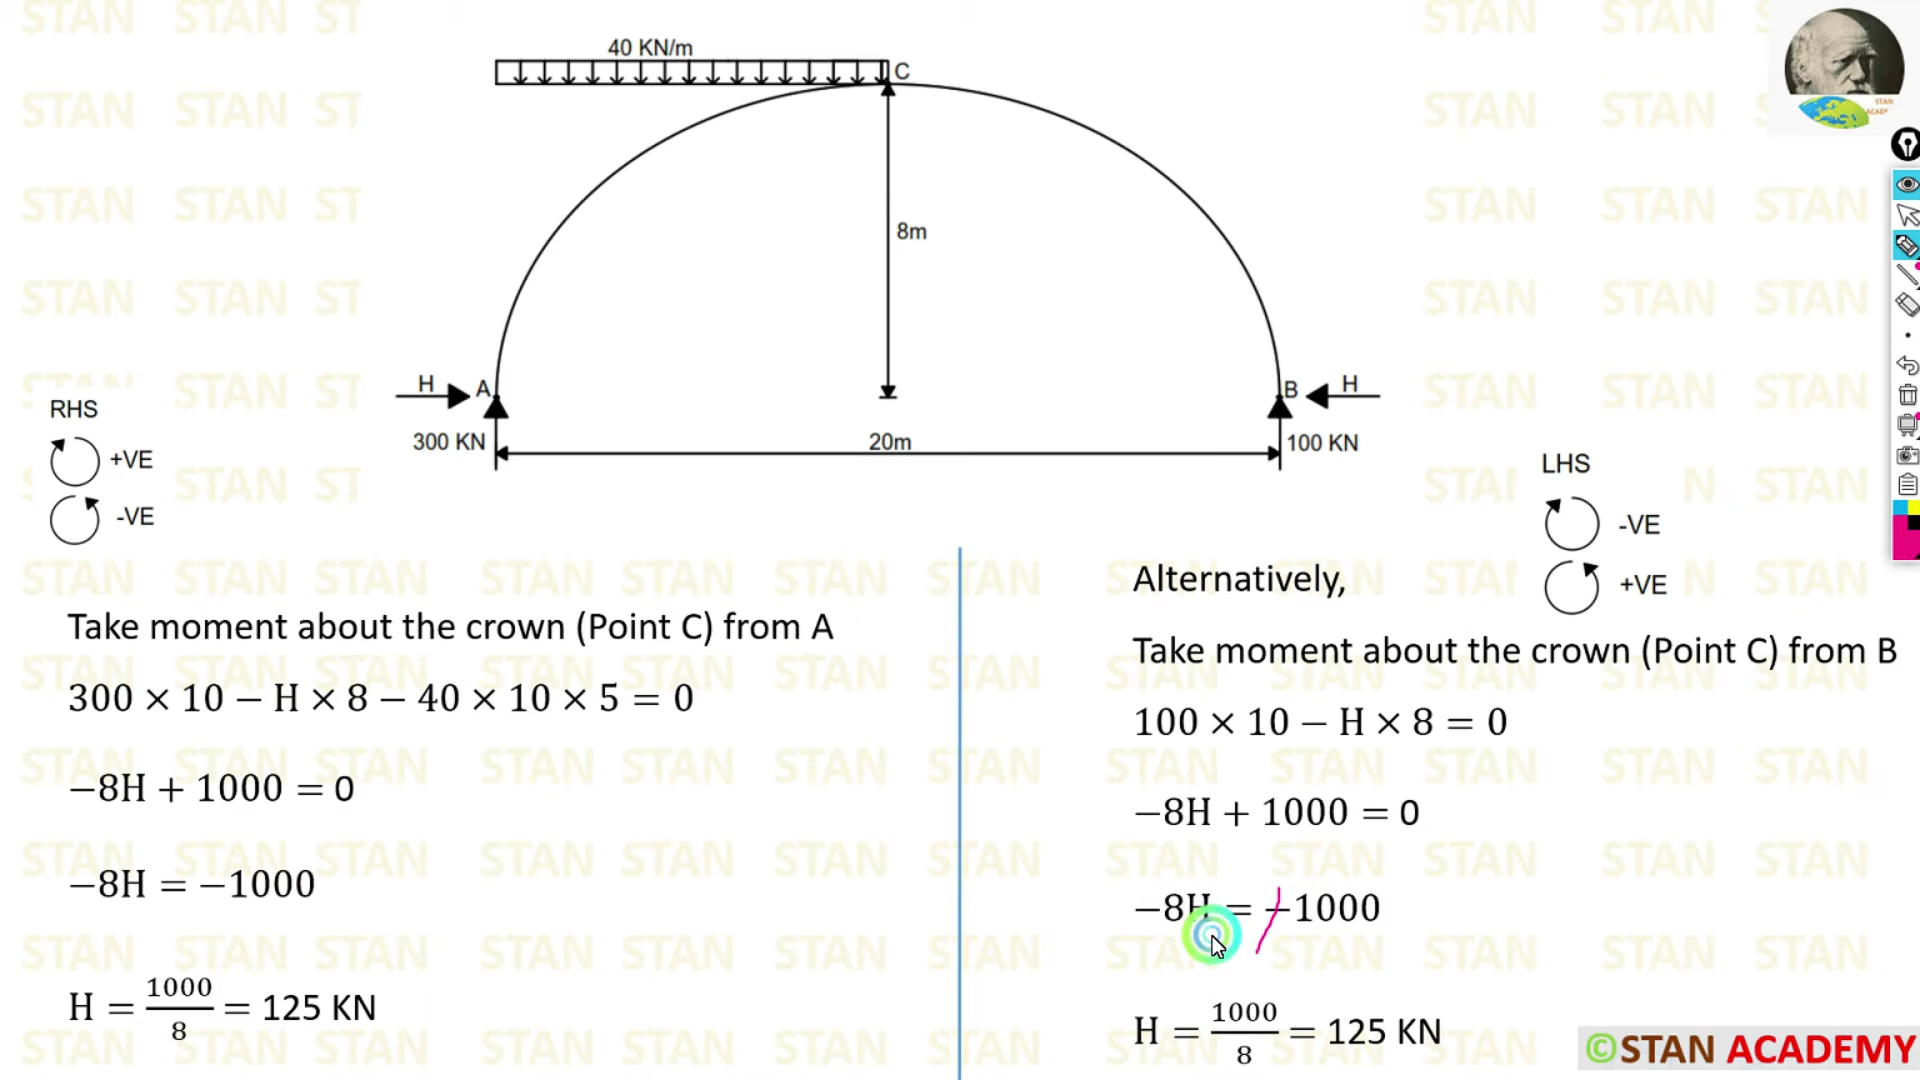 40 KN/m
C
8m
H
A
B
H
300 KN
20m
100 KN
RHS
+VE
-VE
LHS
-VE
+VE
Take moment about the crown (Point C) from A
300 × 10 − H × 8 − 40 × 10 × 5 = 0
−8H + 1000 = 0
−8H = −1000
H = 1000/8 = 125 KN
Alternatively,
Take moment about the crown (Point C) from B
100 × 10 − H × 8 = 0
−8H + 1000 = 0
−8H = −1000
H = 1000/8 = 125 KN
©STAN ACADEMY